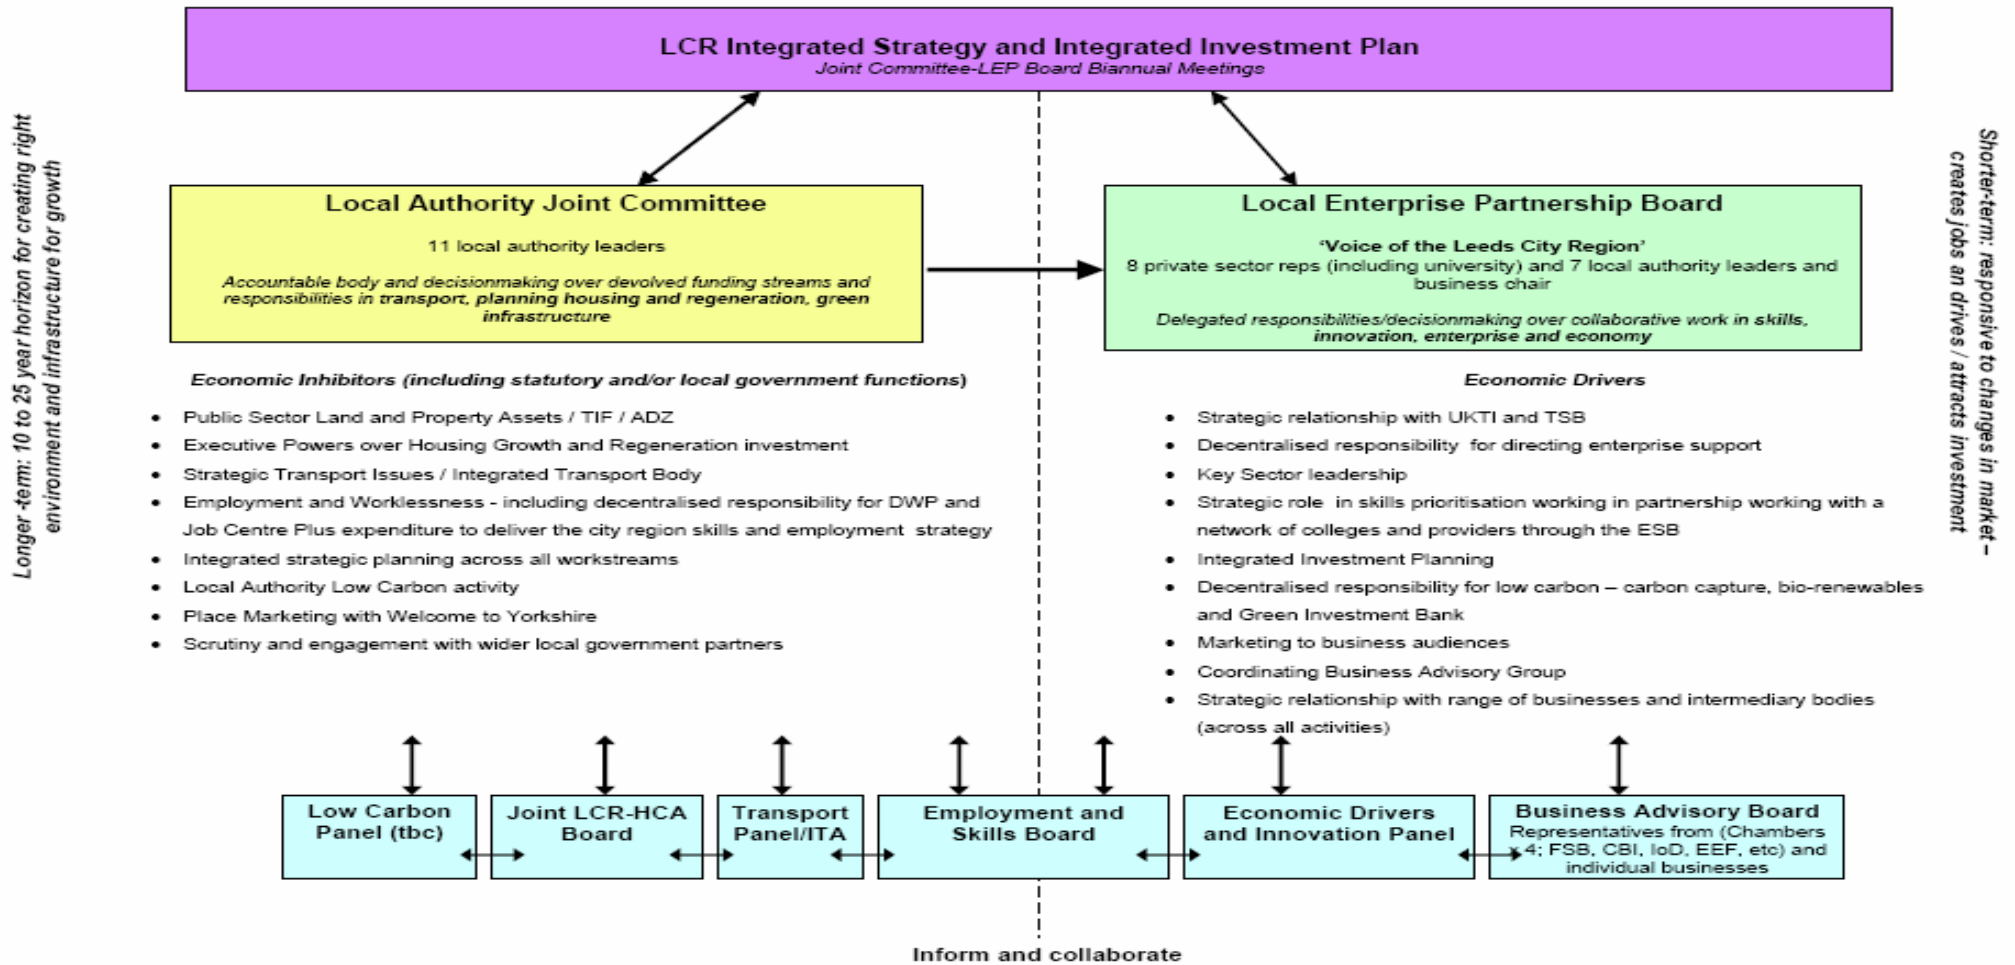 LCR Integrated Strategy and Integrated Investment Plan
Joint Committee-LEP Board Biannual Meetings
Longer -term: 10 to 25 year horizon for creating right
environment and infrastructure for growth
Local Authority Joint Committee
11 local authority leaders
Accountable body and decisionmaking over devolved funding streams and
responsibilities in transport, planning housing and regeneration, green
infrastructure
Local Enterprise Partnership Board
‘Voice of the Leeds City Region’
8 private sector reps (including university) and 7 local authority leaders and
business chair
Delegated responsibilities/decisionmaking over collaborative work in skills,
innovation, enterprise and economy
Shorter-term: responsive to changes in market –
creates jobs an drives / attracts investment
Economic Inhibitors (including statutory and/or local government functions)
• Public Sector Land and Property Assets / TIF / ADZ
• Executive Powers over Housing Growth and Regeneration investment
• Strategic Transport Issues / Integrated Transport Body
• Employment and Worklessness - including decentralised responsibility for DWP and
Job Centre Plus expenditure to deliver the city region skills and employment strategy
• Integrated strategic planning across all workstreams
• Local Authority Low Carbon activity
• Place Marketing with Welcome to Yorkshire
• Scrutiny and engagement with wider local government partners
Economic Drivers
• Strategic relationship with UKTI and TSB
• Decentralised responsibility for directing enterprise support
• Key Sector leadership
• Strategic role in skills prioritisation working in partnership working with a
network of colleges and providers through the ESB
• Integrated Investment Planning
• Decentralised responsibility for low carbon – carbon capture, bio-renewables
and Green Investment Bank
• Marketing to business audiences
• Coordinating Business Advisory Group
• Strategic relationship with range of businesses and intermediary bodies
(across all activities)
Low Carbon
Panel (tbc)
Joint LCR-HCA
Board
Transport
Panel/ITA
Employment and
Skills Board
Economic Drivers
and Innovation Panel
Business Advisory Board
Representatives from (Chambers
x 4; FSB, CBI, IoD, EEF, etc) and
individual businesses
Inform and collaborate